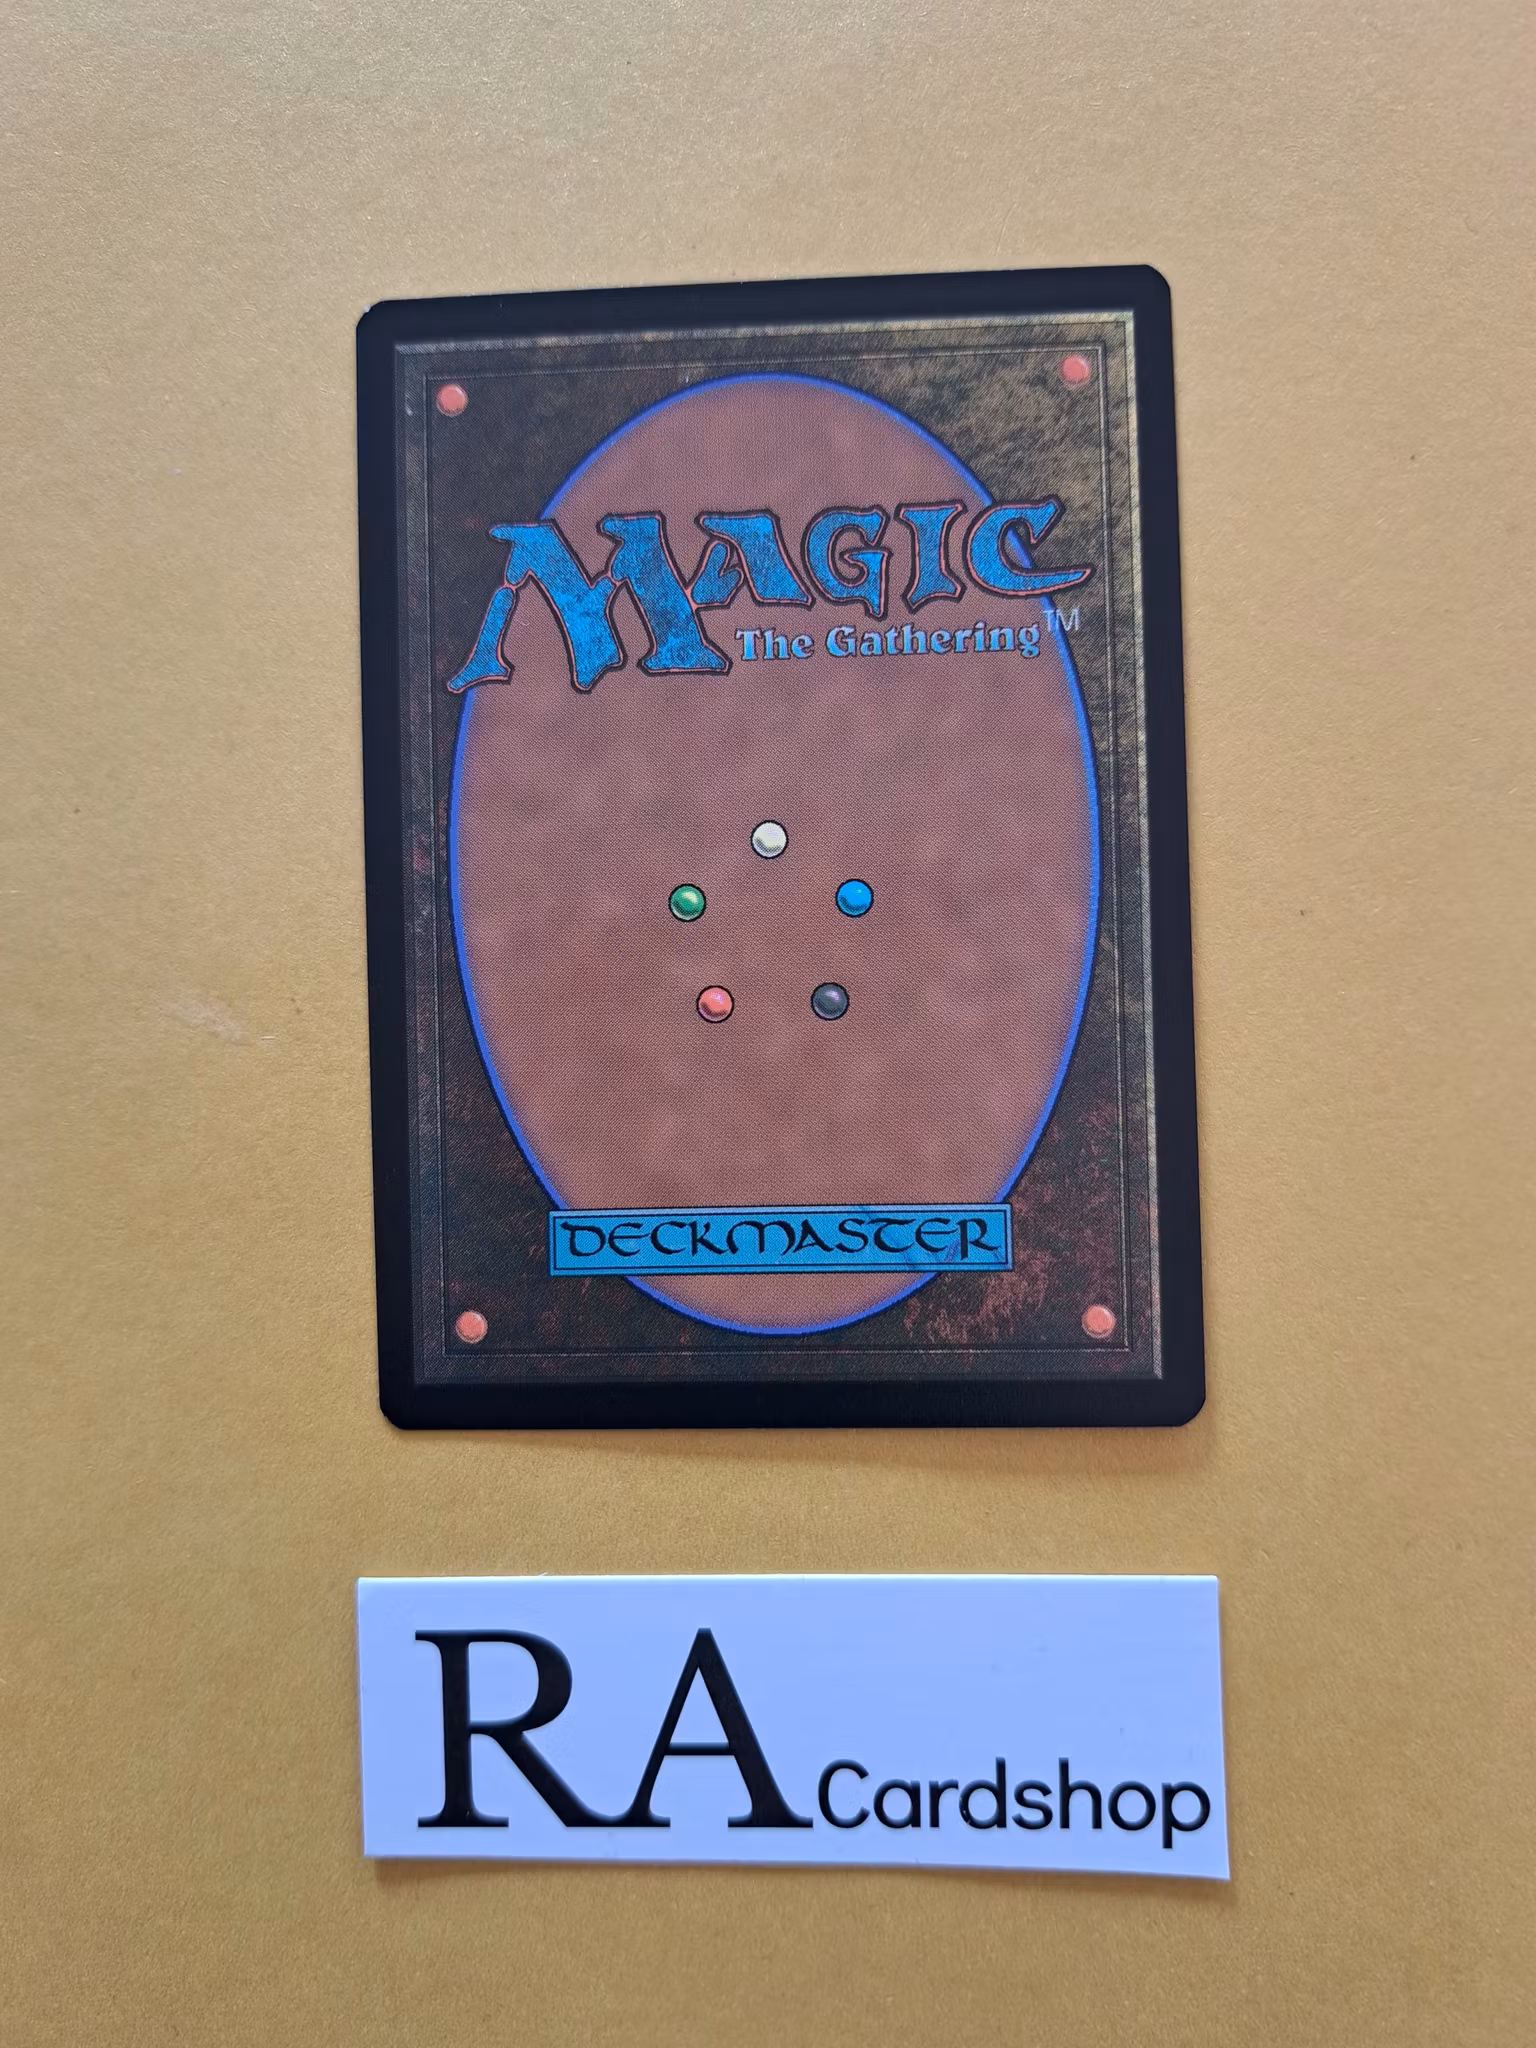 MAGIC
The Gathering™
DECKMASTER
RA Cardshop